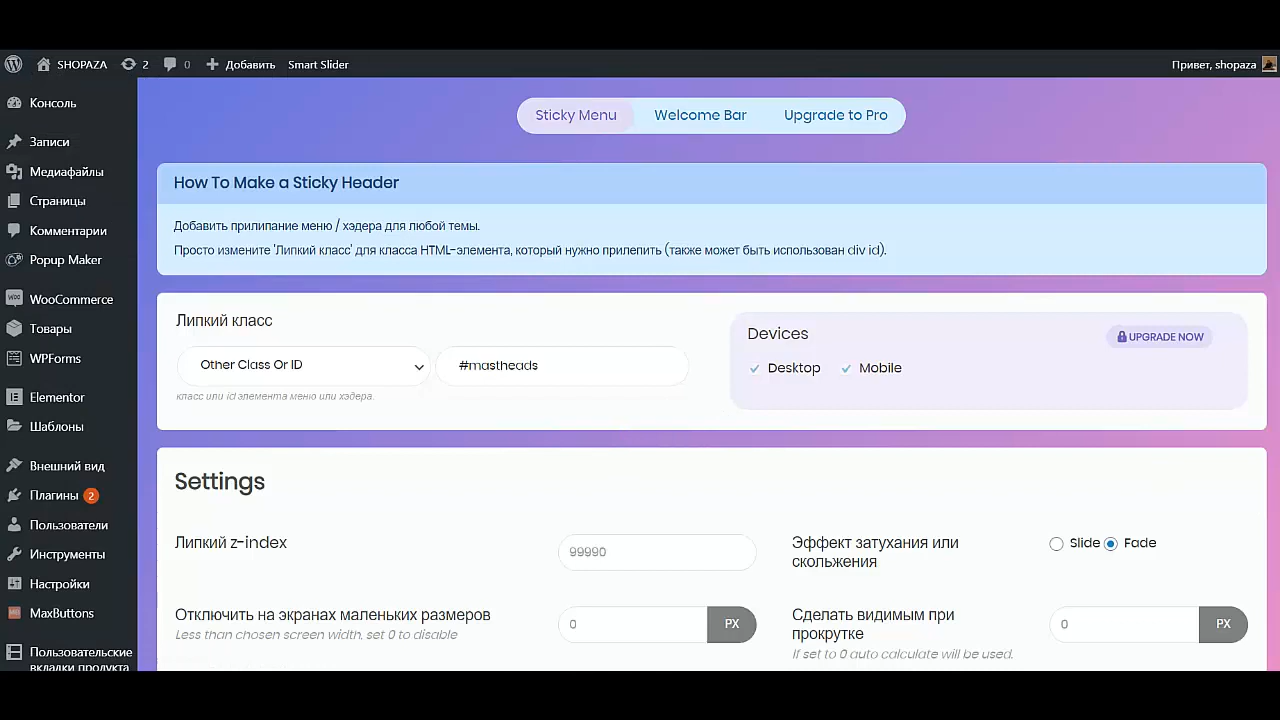 SHOPAZA 2 0 Добавить Smart Slider Привет, shopaza
Консоль
Записи
Медиафайлы
Страницы
Комментарии
Popup Maker
WooCommerce
Товары
WPForms
Elementor
Шаблоны
Внешний вид
Плагины 2
Пользователи
Инструменты
Настройки
MaxButtons
Пользовательские
вкладки продукта
Sticky Menu Welcome Bar Upgrade to Pro
How To Make a Sticky Header
Добавить прилипание меню / хэдера для любой темы.
Просто измените 'Липкий класс' для класса HTML-элемента, который нужно прилепить (также может быть использован div id).
Липкий класс
Other Class Or ID #mastheads
класс или id элемента меню или хэдера.
Devices UPGRADE NOW
Desktop Mobile
Settings
Липкий z-index 99990
Эффект затухания или
скольжения
Slide Fade
Отключить на экранах маленьких размеров 0 PX
Less than chosen screen width, set 0 to disable
Сделать видимым при
прокрутке
0 PX
If set to 0 auto calculate will be used.